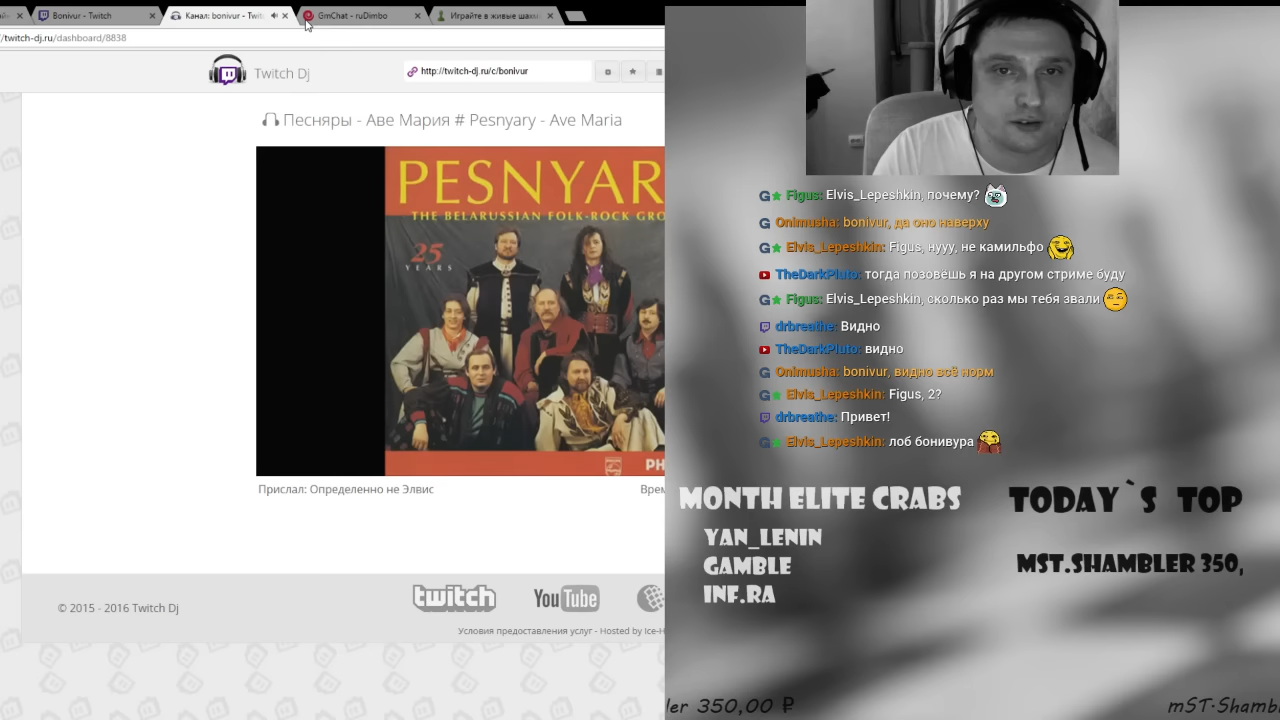 Bonivur - Twitch
Канал: bonivur - Twit
GmChat - ruDimbo
Играйте в живые шахм
/twitch-dj.ru/dashboard/8838
Twitch Dj
http://twitch-dj.ru/c/bonivur
Песняры - Аве Мария # Pesnyary - Ave Maria
PESNYAR
THE BELARUSSIAN FOLK-ROCK GRO
25
YEARS
PH
Прислал: Определенно не Элвис
Врем
twitch
YouTube
© 2015 - 2016 Twitch Dj
Условия предоставления услуг - Hosted by Ice-H
Figus: Elvis_Lepeshkin, почему?
Onimusha: bonivur, да оно наверху
Elvis_Lepeshkin: Figus, нууу, не камильфо
TheDarkPluto: тогда позовешь я на другом стриме буду
Figus: Elvis_Lepeshkin, сколько раз мы тебя звали
drbreathe: Видно
TheDarkPluto: видно
Onimusha: bonivur, видно всё норм
Elvis_Lepeshkin: Figus, 2?
drbreathe: Привет!
Elvis_Lepeshkin: лоб бонивура
MONTH ELITE CRABS
YAN_LENIN
GAMBLE
INF.RA
TODAY`S TOP
MST.SHAMBLER 350,
ler 350,00 ₽
mST.Shambl